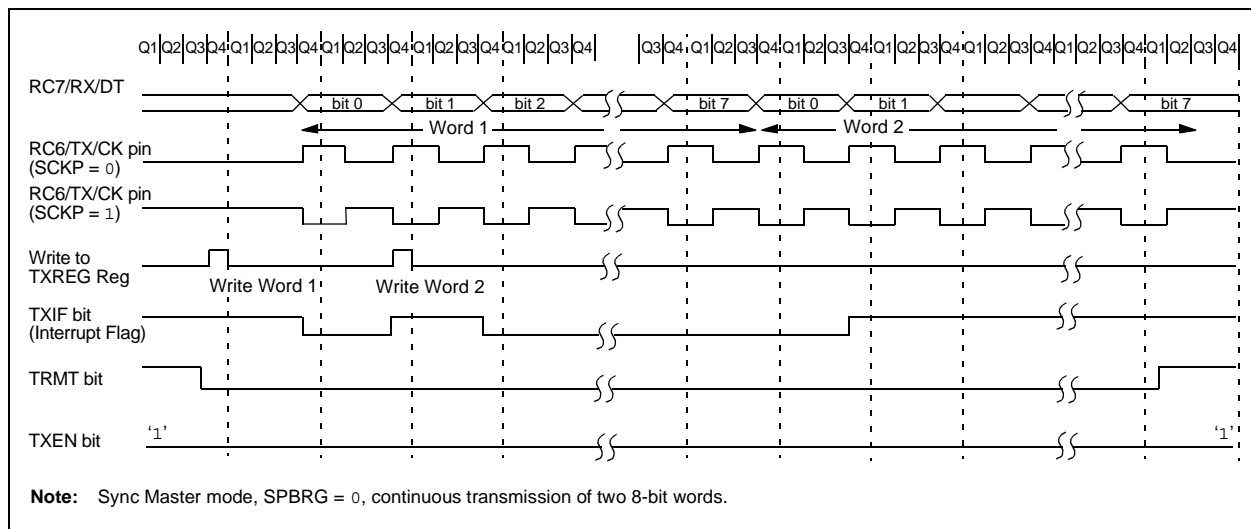 Q1 Q2 Q3 Q4 Q1 Q2 Q3 Q4 Q1 Q2 Q3 Q4 Q1 Q2 Q3 Q4 Q1 Q2 Q3 Q4 Q3 Q4 Q1 Q2 Q3 Q4 Q1 Q2 Q3 Q4 Q1 Q2 Q3 Q4 Q1 Q2 Q3 Q4 Q1 Q2 Q3 Q4 Q1 Q2 Q3 Q4
RC7/RX/DT
bit 0 bit 1 bit 2 bit 7 bit 0 bit 1 bit 7
Word 1 Word 2
RC6/TX/CK pin
(SCKP = 0)
RC6/TX/CK pin
(SCKP = 1)
Write to
TXREG Reg
Write Word 1 Write Word 2
TXIF bit
(Interrupt Flag)
TRMT bit
TXEN bit ‘1’ ‘1’
Note: Sync Master mode, SPBRG = 0, continuous transmission of two 8-bit words.